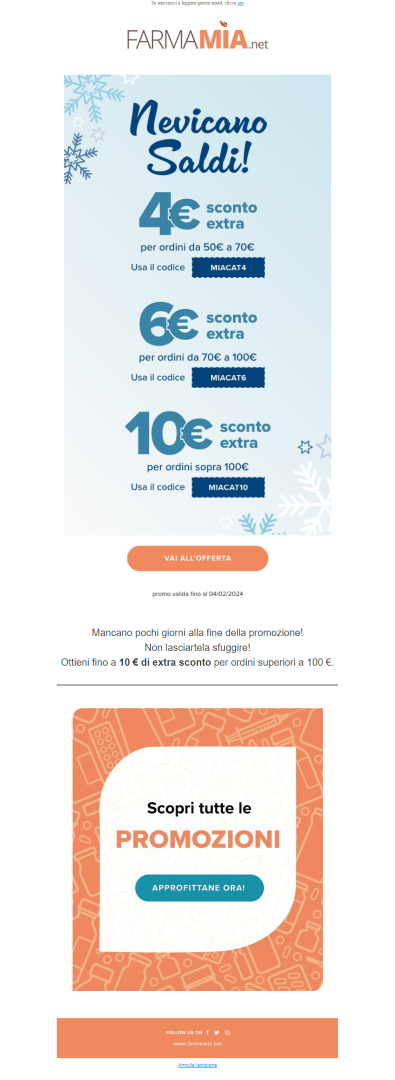 Se non riesci a leggere questa email, clicca qui
FARMAMÌA.net
Nevicano
Saldi!
4€ sconto
extra
per ordini da 50€ a 70€
Usa il codice MIACAT4
6€ sconto
extra
per ordini da 70€ a 100€
Usa il codice MIACAT6
10€ sconto
extra
per ordini sopra 100€
Usa il codice MIACAT10
VAI ALL'OFFERTA
promo valida fino al 04/02/2024
Mancano pochi giorni alla fine della promozione!
Non lasciartela sfuggire!
Ottieni fino a 10 € di extra sconto per ordini superiori a 100 €.
Scopri tutte le
PROMOZIONI
APPROFITTANE ORA!
FOLLOW US ON
www.farmamia.net
Annulla iscrizione